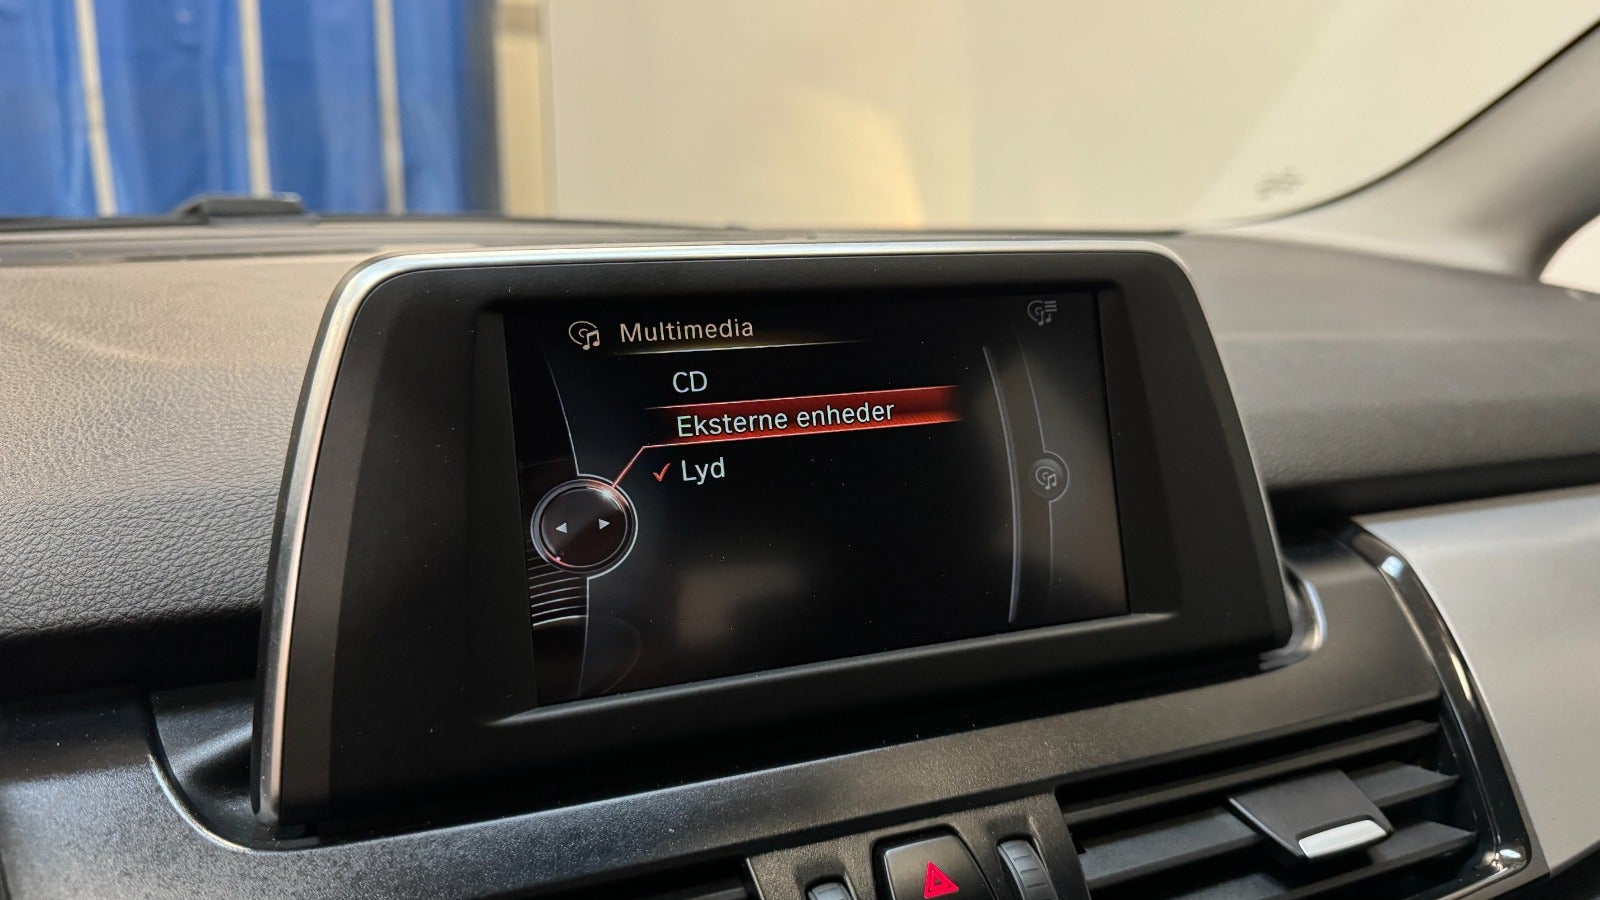 Multimedia
CD
Eksterne enheder
Lyd